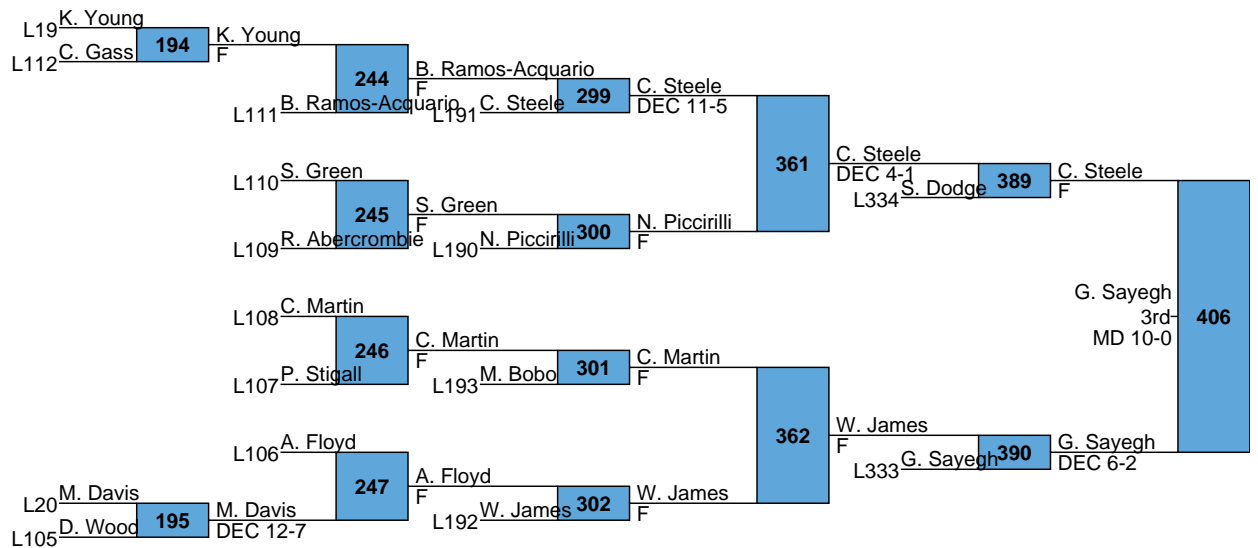 K. Young
L19
194
C. Gass
L112
K. Young
F
244
B. Ramos-Acquario
L111
B. Ramos-Acquario
F
C. Steele
L191
299
C. Steele
DEC 11-5
S. Green
L110
245
R. Abercrombie
L109
S. Green
F
N. Piccirilli
L190
300
N. Piccirilli
F
361
C. Steele
DEC 4-1
S. Dodge
L334
389
C. Steele
F
C. Martin
L108
246
P. Stigall
L107
C. Martin
F
M. Bobo
L193
301
C. Martin
F
A. Floyd
L106
247
M. Davis
L20
195
D. Wood
L105
M. Davis
DEC 12-7
A. Floyd
F
W. James
L192
302
W. James
F
362
W. James
F
G. Sayegh
L333
390
G. Sayegh
DEC 6-2
G. Sayegh
3rd
MD 10-0
406